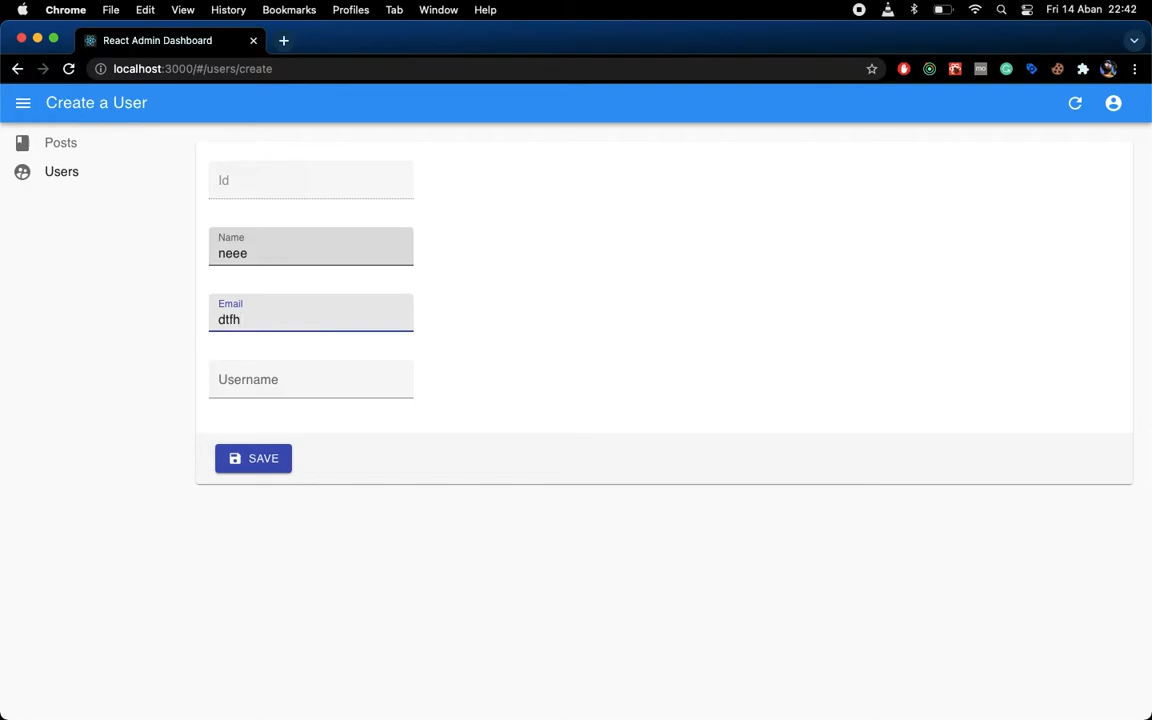 Chrome File Edit View History Bookmarks Profiles Tab Window Help Fri 14 Aban 22:42
React Admin Dashboard
localhost:3000/#/users/create
Create a User
Posts
Users
Id
Name
neee
Email
dtfh
Username
SAVE